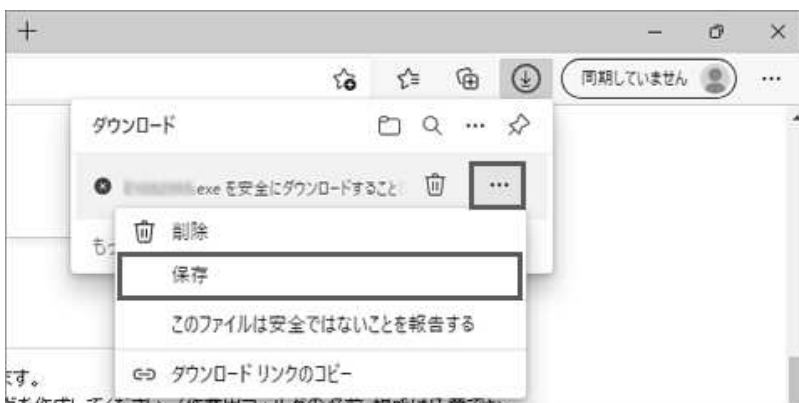 同期していません
ダウンロード
.exe を安全にダウンロードすること
も
削除
保存
このファイルは安全ではないことを報告する
ダウンロード リンクのコピー
ます。